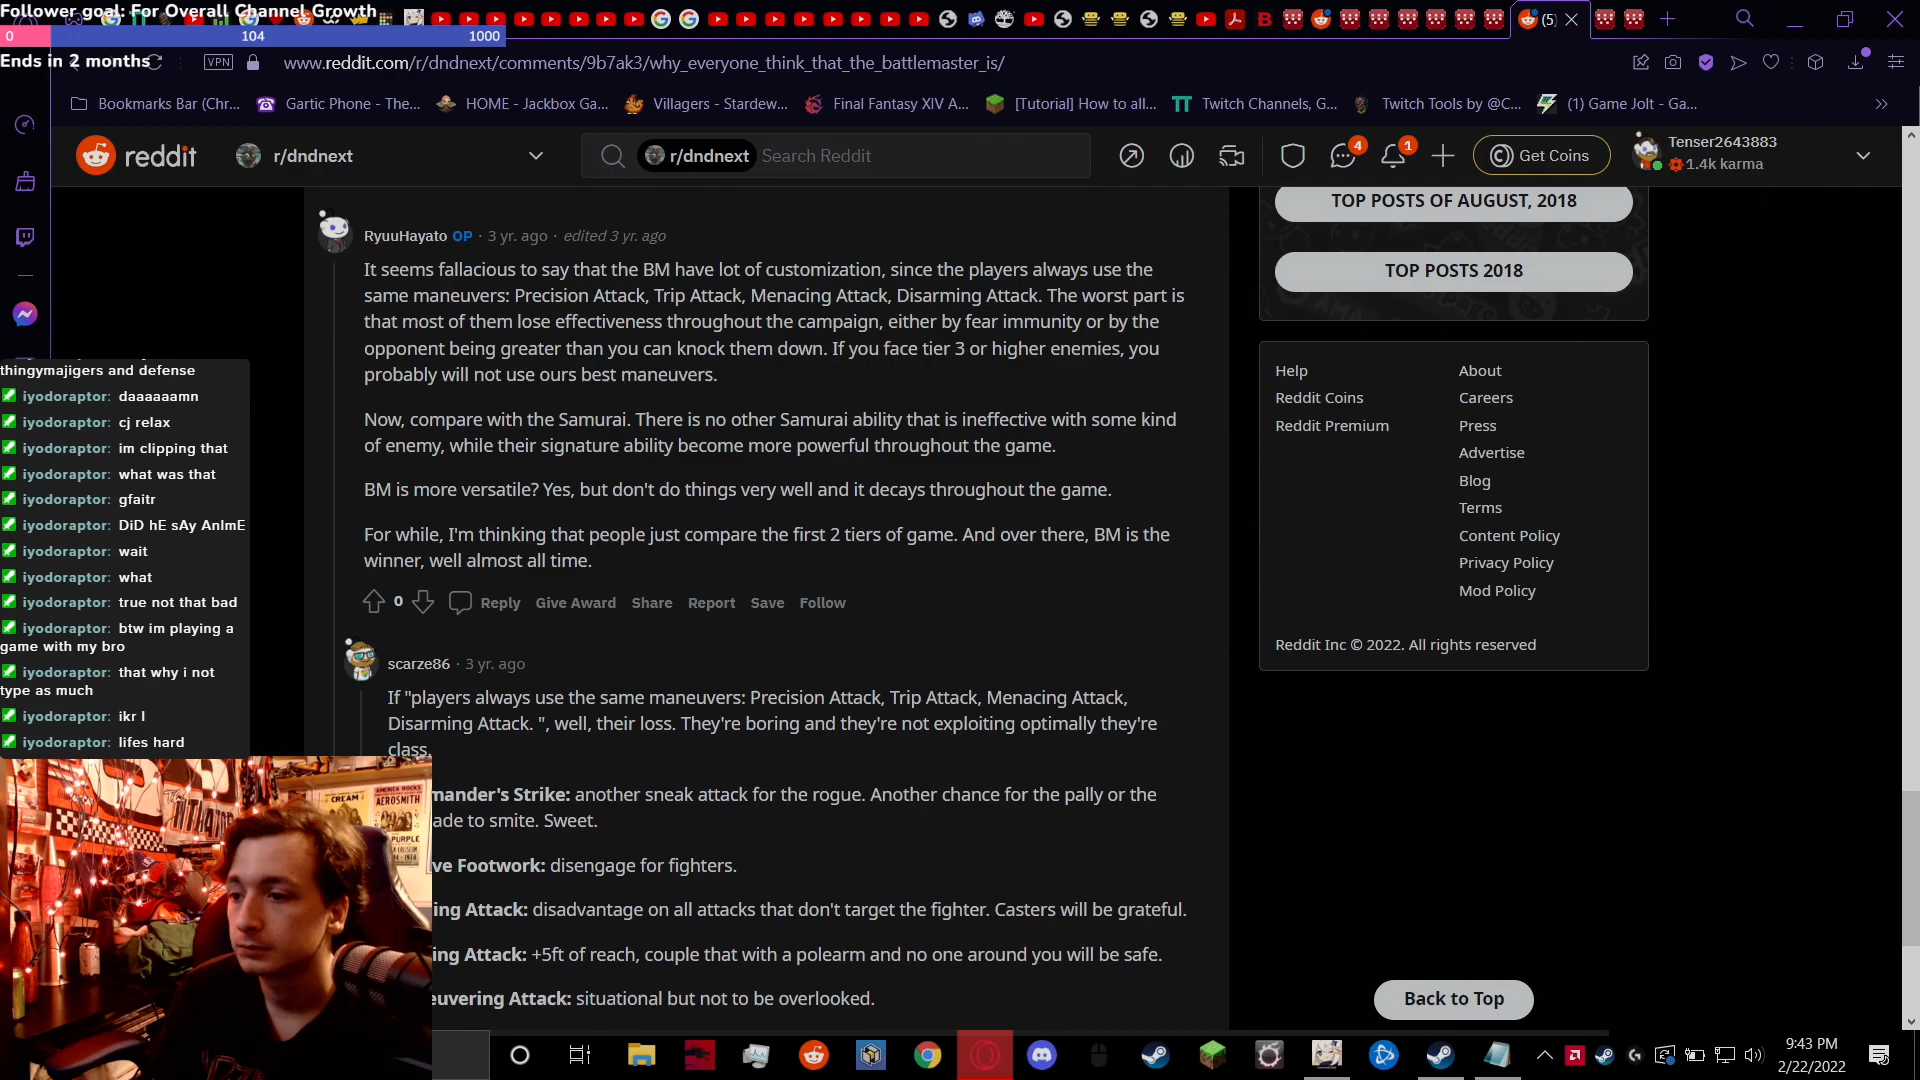 Follower goal: For Overall Channel Growth
0 104 1000
Ends in 2 months
(5)
VPN
www.reddit.com/r/dndnext/comments/9b7ak3/why_everyone_think_that_the_battlemaster_is/
Bookmarks Bar (Chr...
Gartic Phone - The...
HOME - Jackbox Ga...
Villagers - Stardew...
Final Fantasy XIV A...
[Tutorial] How to all...
Twitch Channels, G...
Twitch Tools by @C...
(1) Game Jolt - Ga...
reddit
r/dndnext
r/dndnext Search Reddit
4
1
Get Coins
Tenser2643883
1.4k karma
RyuuHayato OP · 3 yr. ago · edited 3 yr. ago
It seems fallacious to say that the BM have lot of customization, since the players always use the
same maneuvers: Precision Attack, Trip Attack, Menacing Attack, Disarming Attack. The worst part is
that most of them lose effectiveness throughout the campaign, either by fear immunity or by the
opponent being greater than you can knock them down. If you face tier 3 or higher enemies, you
probably will not use ours best maneuvers.
Now, compare with the Samurai. There is no other Samurai ability that is ineffective with some kind
of enemy, while their signature ability become more powerful throughout the game.
BM is more versatile? Yes, but don't do things very well and it decays throughout the game.
For while, I'm thinking that people just compare the first 2 tiers of game. And over there, BM is the
winner, well almost all time.
0 Reply Give Award Share Report Save Follow
scarze86 · 3 yr. ago
If "players always use the same maneuvers: Precision Attack, Trip Attack, Menacing Attack,
Disarming Attack. ", well, their loss. They're boring and they're not exploiting optimally they're
class.
mander's Strike: another sneak attack for the rogue. Another chance for the pally or the
ade to smite. Sweet.
ve Footwork: disengage for fighters.
ing Attack: disadvantage on all attacks that don't target the fighter. Casters will be grateful.
ing Attack: +5ft of reach, couple that with a polearm and no one around you will be safe.
euvering Attack: situational but not to be overlooked.
TOP POSTS OF AUGUST, 2018
TOP POSTS 2018
Help
Reddit Coins
Reddit Premium
About
Careers
Press
Advertise
Blog
Terms
Content Policy
Privacy Policy
Mod Policy
Reddit Inc © 2022. All rights reserved
Back to Top
thingymajigers and defense
iyodoraptor: daaaaaamn
iyodoraptor: cj relax
iyodoraptor: im clipping that
iyodoraptor: what was that
iyodoraptor: gfaitr
iyodoraptor: DiD hE sAy AnImE
iyodoraptor: wait
iyodoraptor: what
iyodoraptor: true not that bad
iyodoraptor: btw im playing a
game with my bro
iyodoraptor: that why i not
type as much
iyodoraptor: ikr l
iyodoraptor: lifes hard
CREAM
AMERICA ROCKS
AEROSMITH
PURPLE
9:43 PM
2/22/2022